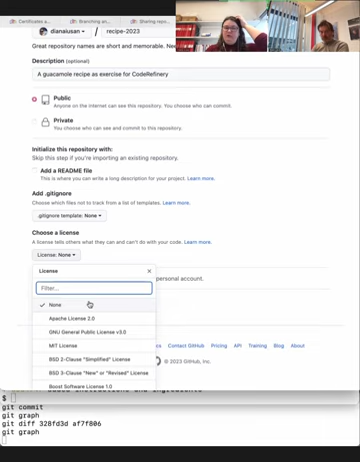 Certificates a...
Branching an...
Sharing repo...
dianaiusan / recipe-2023
Great repository names are short and memorable. Ne
Description (optional)
A guacamole recipe as exercise for CodeRefinery
Public
Anyone on the internet can see this repository. You choose who can commit.
Private
You choose who can see and commit to this repository.
Initialize this repository with:
Skip this step if you're importing an existing repository.
Add a README file
This is where you can write a long description for your project. Learn more.
Add .gitignore
Choose which files not to track from a list of templates. Learn more.
.gitignore template: None
Choose a license
A license tells others what they can and can't do with your code. Learn more.
License: None
License
Filter...
personal account.
None
Apache License 2.0
GNU General Public License v3.0
MIT License
BSD 2-Clause "Simplified" License
BSD 3-Clause "New" or "Revised" License
Boost Software License 1.0
cs Contact GitHub Pricing API Training Blog About
© 2023 GitHub, Inc.
$
git commit
git graph
git diff 328fd3d af7f806
git graph